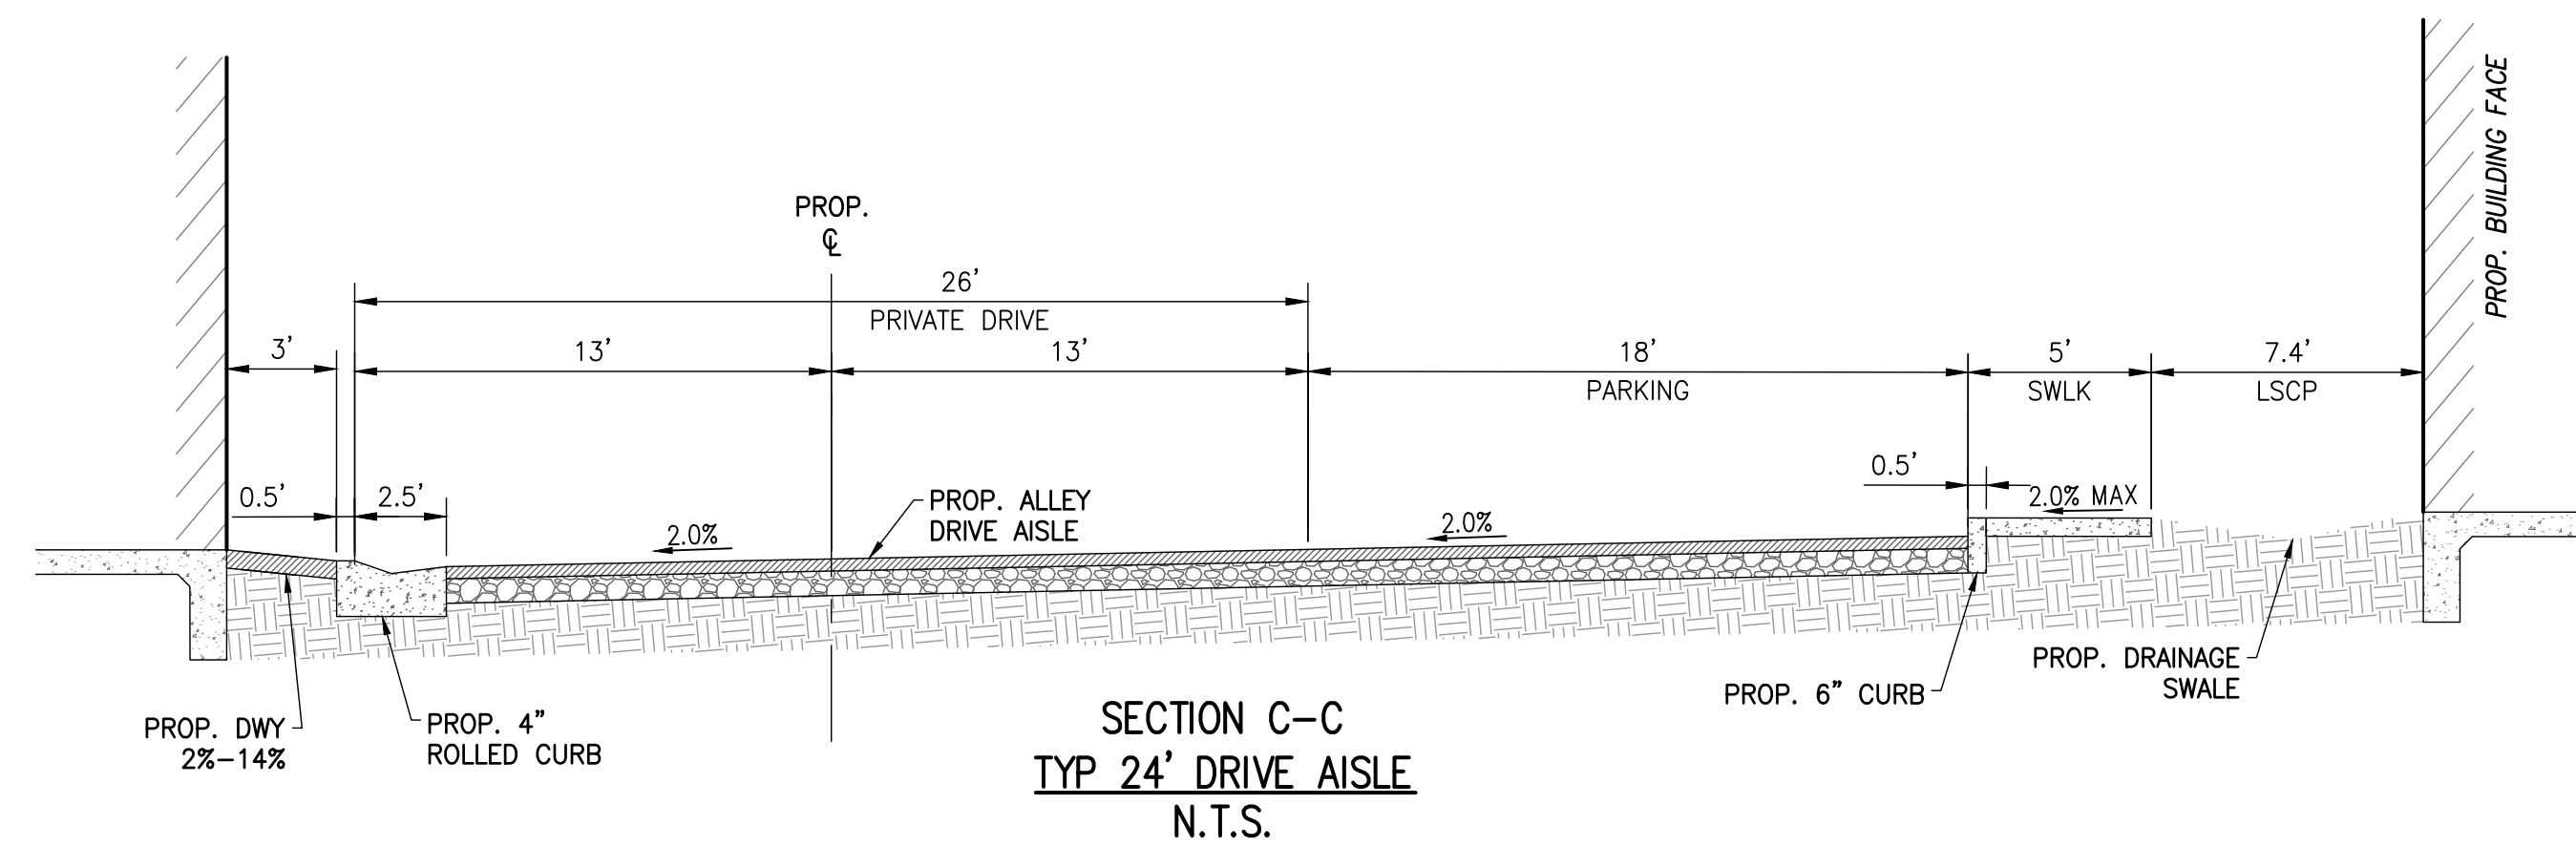 PROP. BUILDING FACE
PROP.
℄
26'
PRIVATE DRIVE
3'
13'
13'
18'
5'
7.4'
PARKING
SWLK
LSCP
0.5'
2.5'
PROP. ALLEY
DRIVE AISLE
2.0%
2.0%
0.5'
2.0% MAX
PROP. DWY
2%-14%
PROP. 4"
ROLLED CURB
PROP. 6" CURB
PROP. DRAINAGE
SWALE
SECTION C-C
TYP 24' DRIVE AISLE
N.T.S.